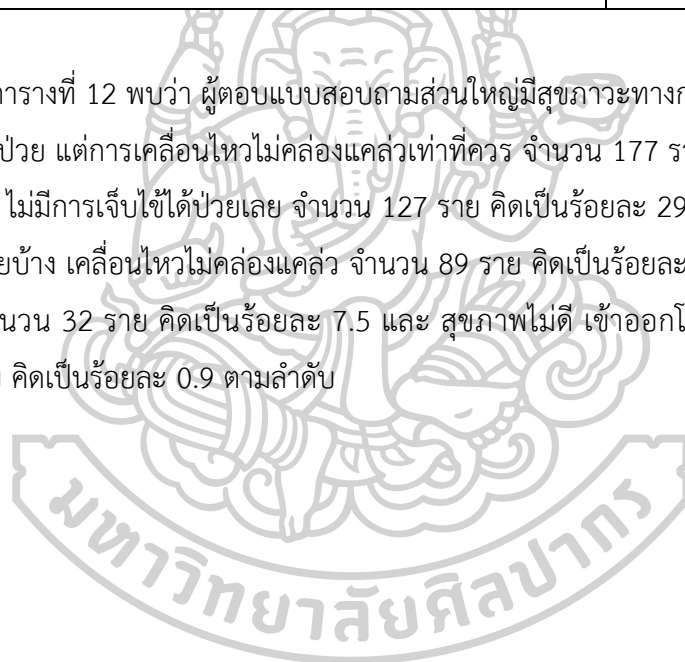 ารางที่ 12 พบว่า ผู้ตอบแบบสอบถามส่วนใหญ่มีสุขภาวะทางก
ป่วย แต่การเคลื่อนไหวไม่คล่องแคล่วเท่าที่ควร จำนวน 177 รา
ไม่มีการเจ็บไข้ได้ป่วยเลย จำนวน 127 ราย คิดเป็นร้อยละ 29
ยบ้าง เคลื่อนไหวไม่คล่องแคล่ว จำนวน 89 ราย คิดเป็นร้อยละ
นวน 32 ราย คิดเป็นร้อยละ 7.5 และ สุขภาพไม่ดี เข้าออกโ
คิดเป็นร้อยละ 0.9 ตามลำดับ
มหาวิทยาลัยศิลปากร